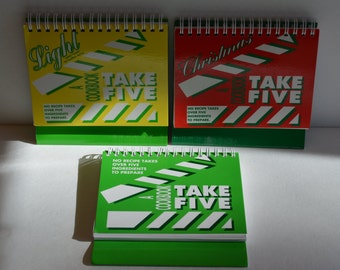 Light
A
COOKBOOK
TAKE
FIVE
NO RECIPE TAKES
OVER FIVE
INGREDIENTS
TO PREPARE
Christmas
A
COOKBOOK
TAKE
FIVE
NO RECIPE TAKES
OVER FIVE
INGREDIENTS
TO PREPARE
NO RECIPE TAKES
OVER FIVE
INGREDIENTS
TO PREPARE
A
COOKBOOK
TAKE
FIVE